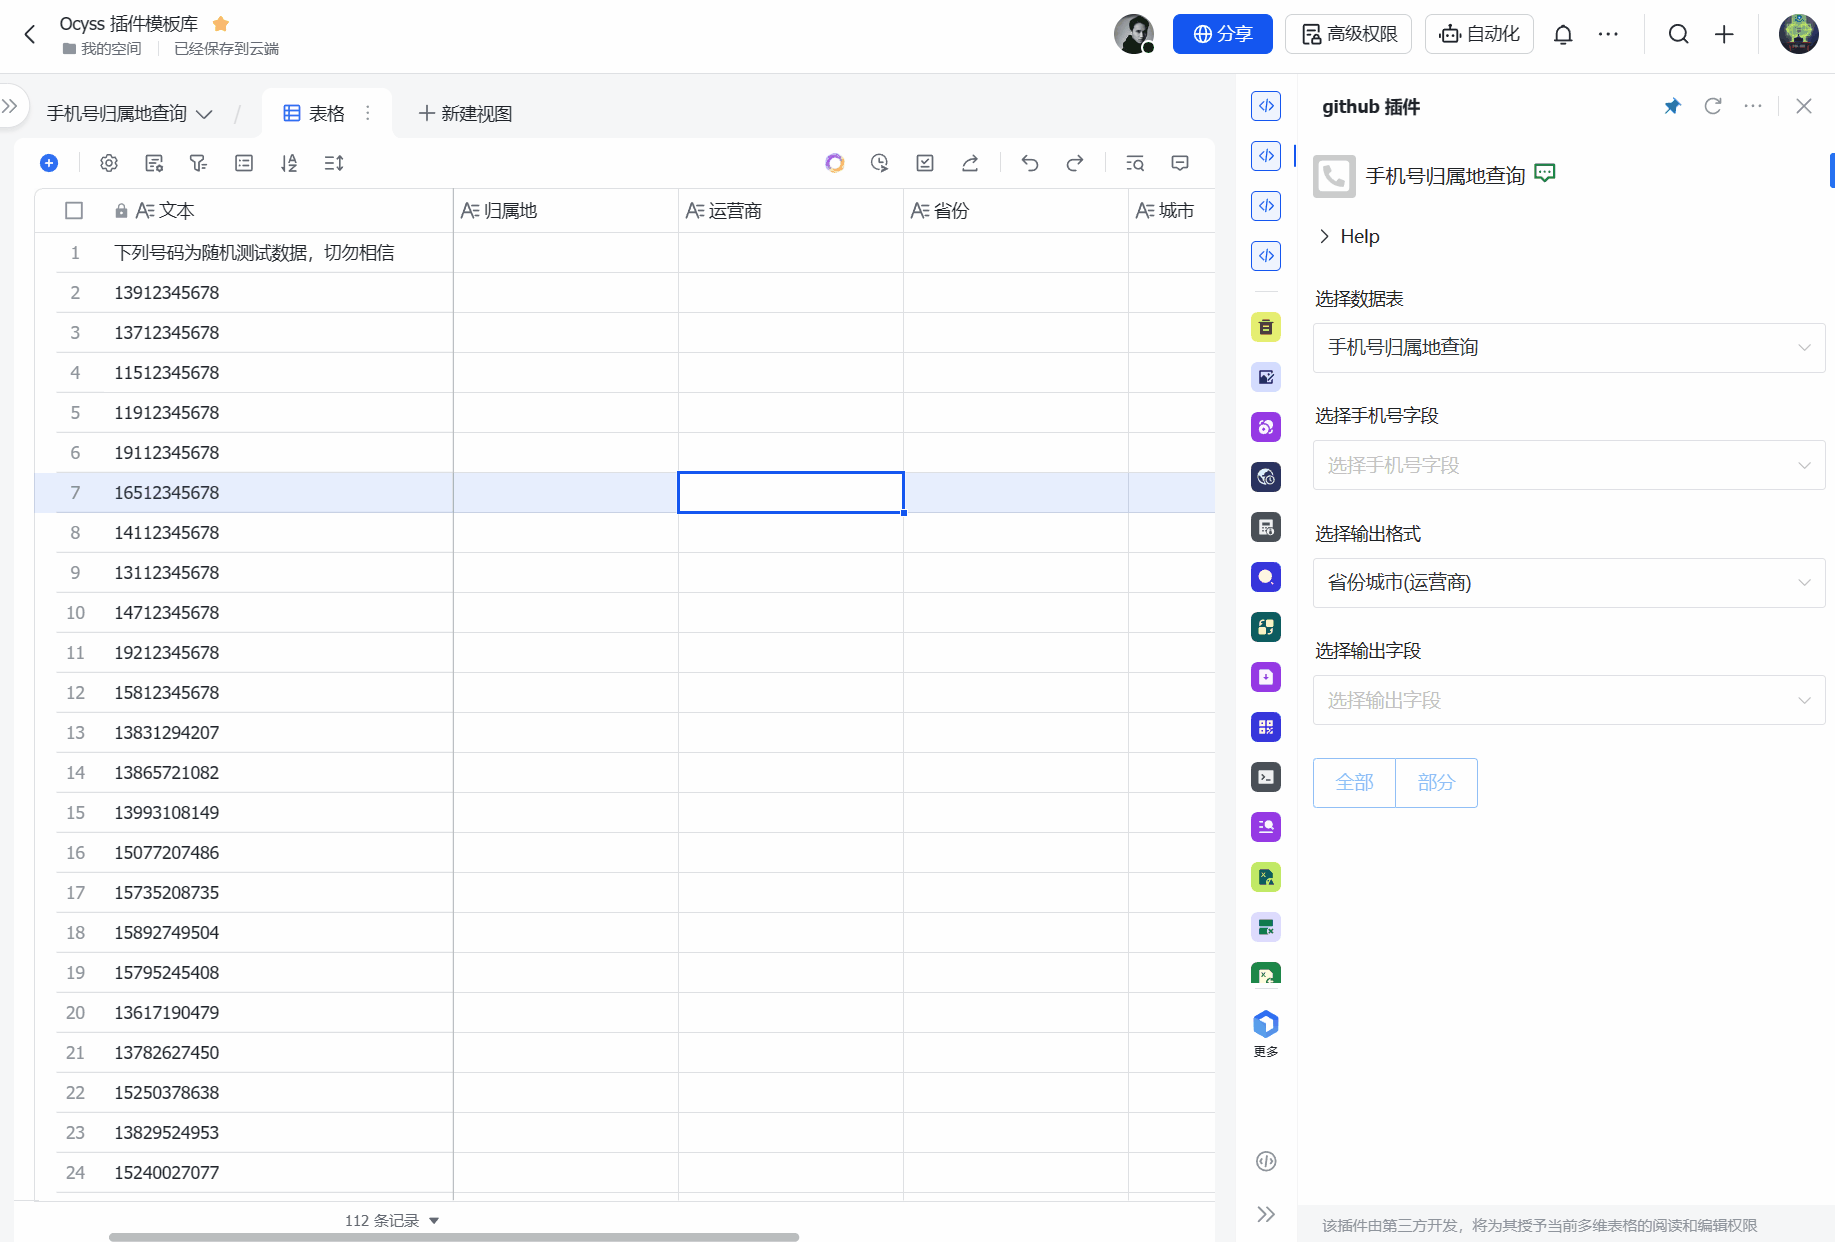 Ocyss 插件模板库
我的空间 已经保存到云端
分享 高级权限 自动化
手机号归属地查询 表格 新建视图
文本 归属地 运营商 省份 城市
1 下列号码为随机测试数据，切勿相信
2 13912345678
3 13712345678
4 11512345678
5 11912345678
6 19112345678
7 16512345678
8 14112345678
9 13112345678
10 14712345678
11 19212345678
12 15812345678
13 13831294207
14 13865721082
15 13993108149
16 15077207486
17 15735208735
18 15892749504
19 15795245408
20 13617190479
21 13782627450
22 15250378638
23 13829524953
24 15240027077
112 条记录
更多
github 插件
手机号归属地查询
Help
选择数据表
手机号归属地查询
选择手机号字段
选择手机号字段
选择输出格式
省份城市(运营商)
选择输出字段
选择输出字段
全部 部分
该插件由第三方开发，将为其授予当前多维表格的阅读和编辑权限